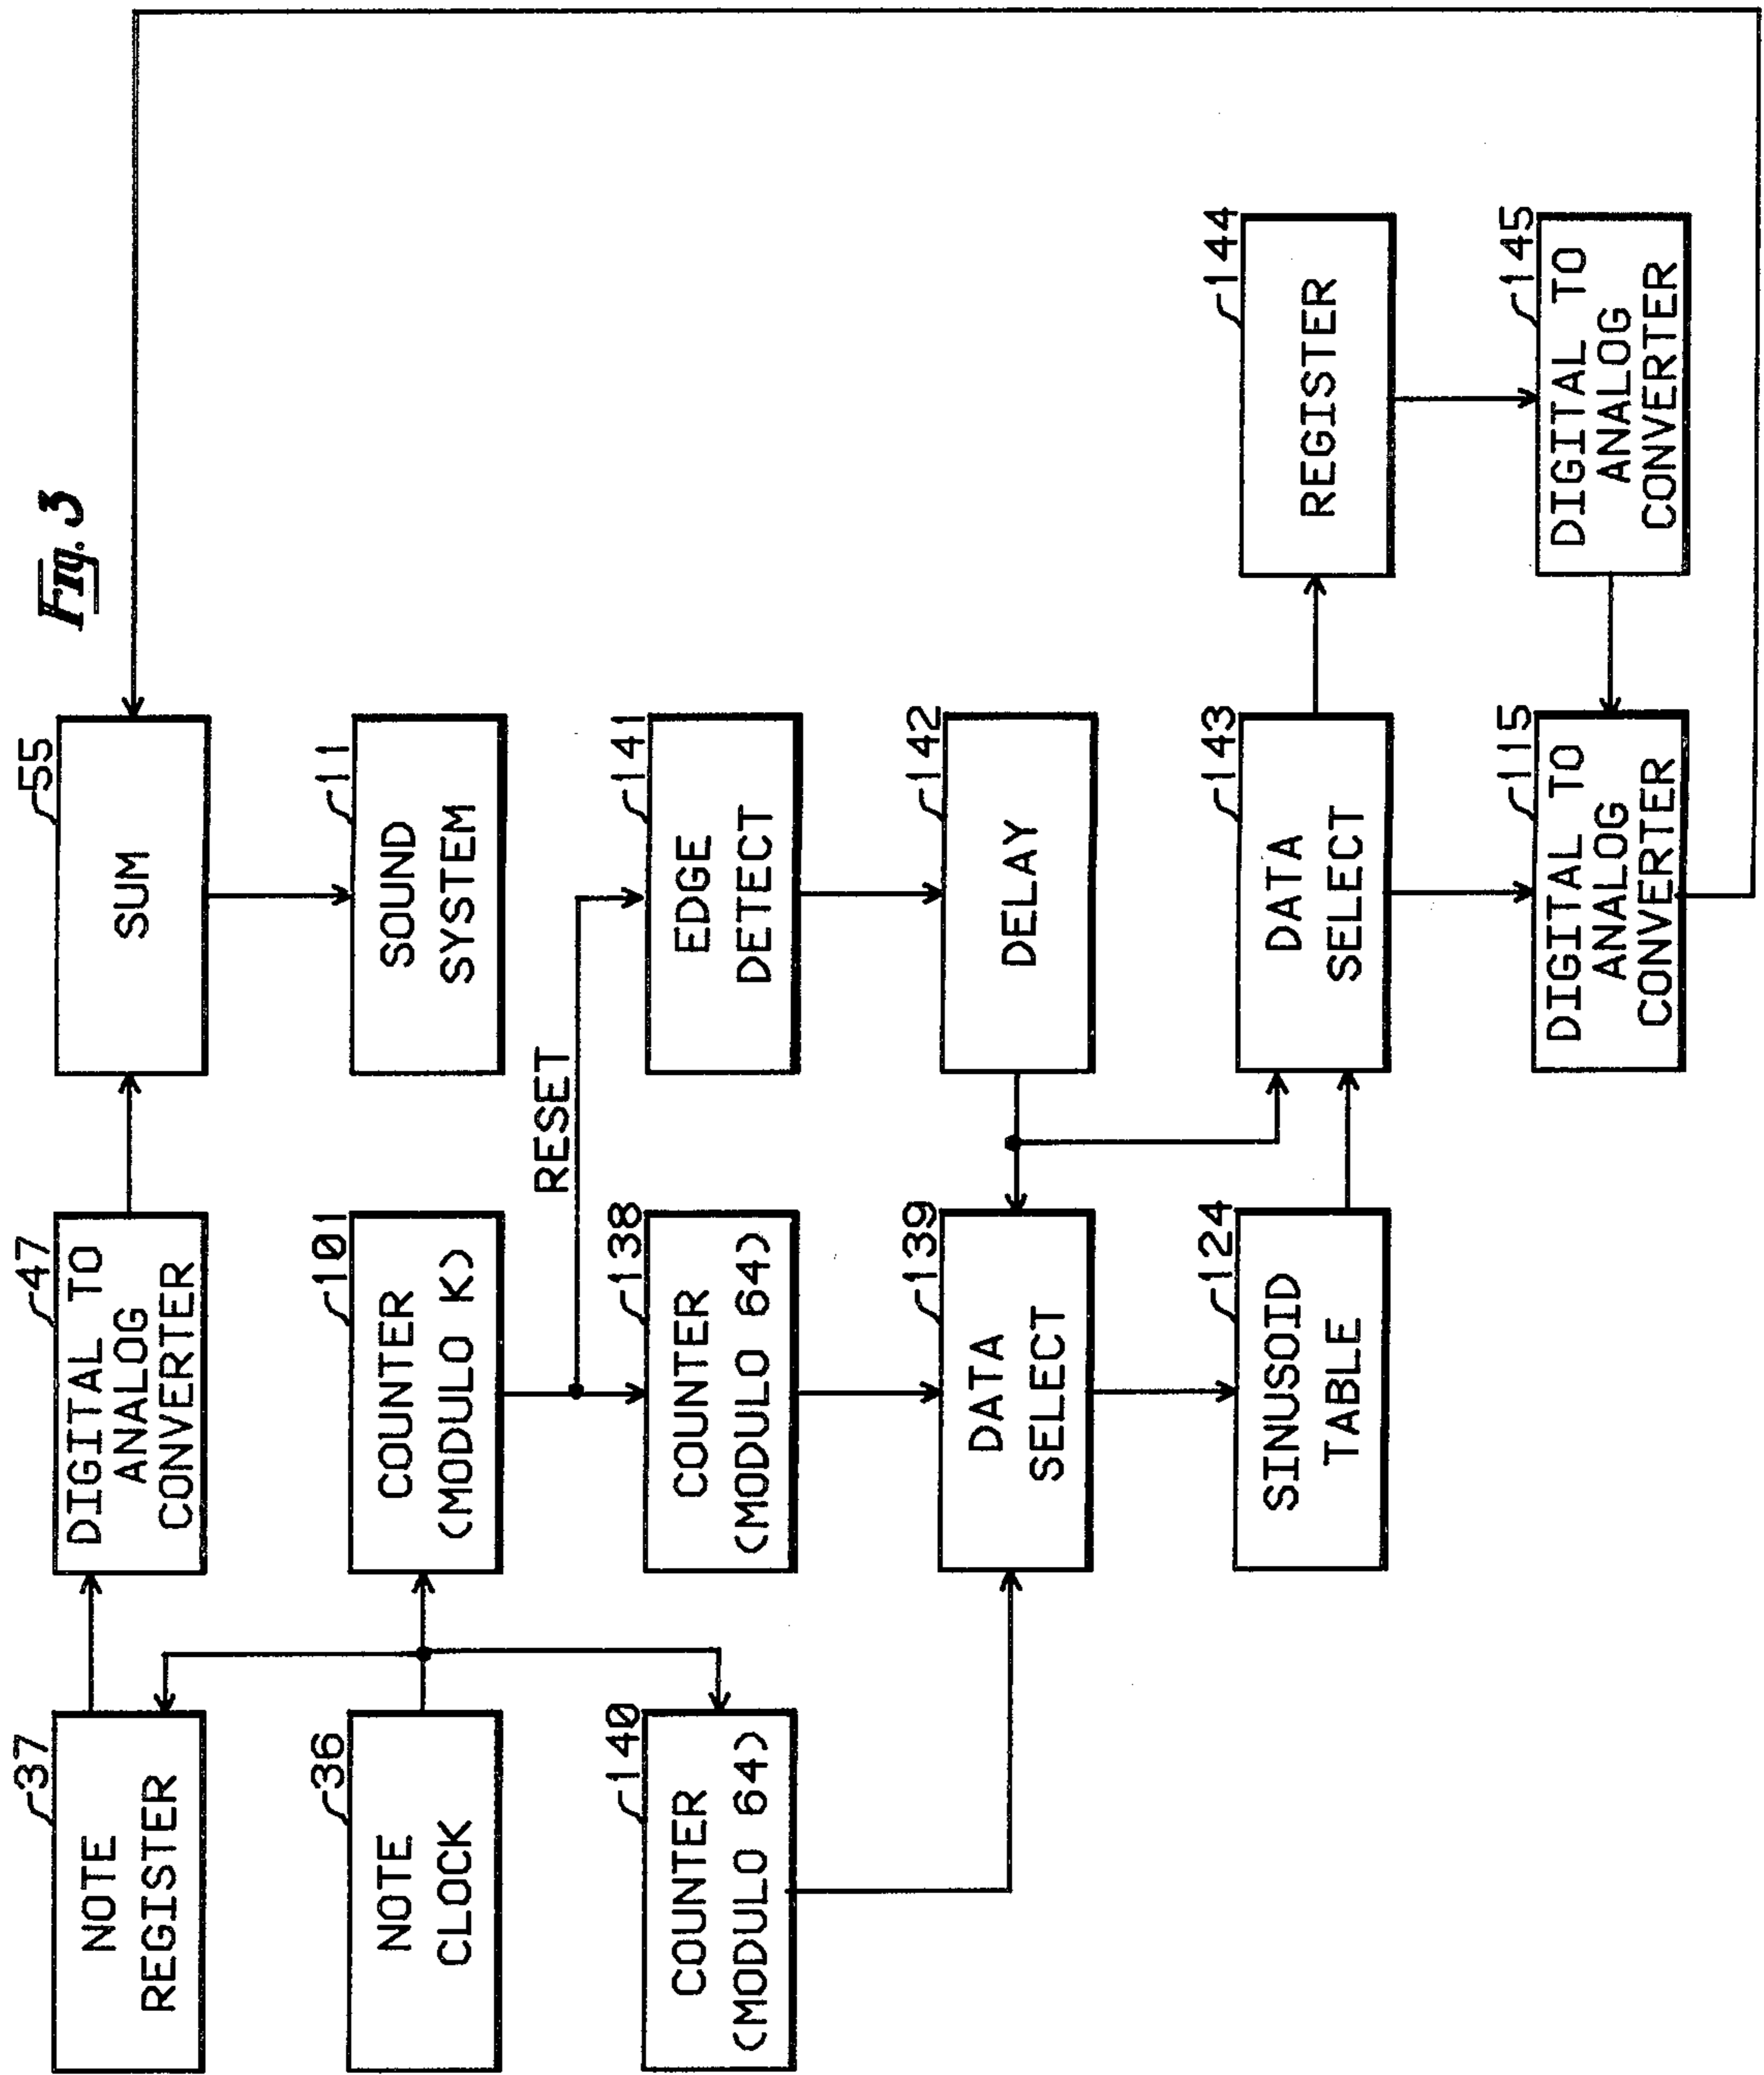 Fig. 3
37
NOTE
REGISTER
47
DIGITAL TO
ANALOG
CONVERTER
55
SUM
36
NOTE
CLOCK
101
COUNTER
(MODULO K)
11
SOUND
SYSTEM
RESET
140
COUNTER
(MODULO 64)
138
COUNTER
(MODULO 64)
141
EDGE
DETECT
139
DATA
SELECT
142
DELAY
124
SINUSOID
TABLE
143
DATA
SELECT
144
REGISTER
115
DIGITAL TO
ANALOG
CONVERTER
145
DIGITAL TO
ANALOG
CONVERTER